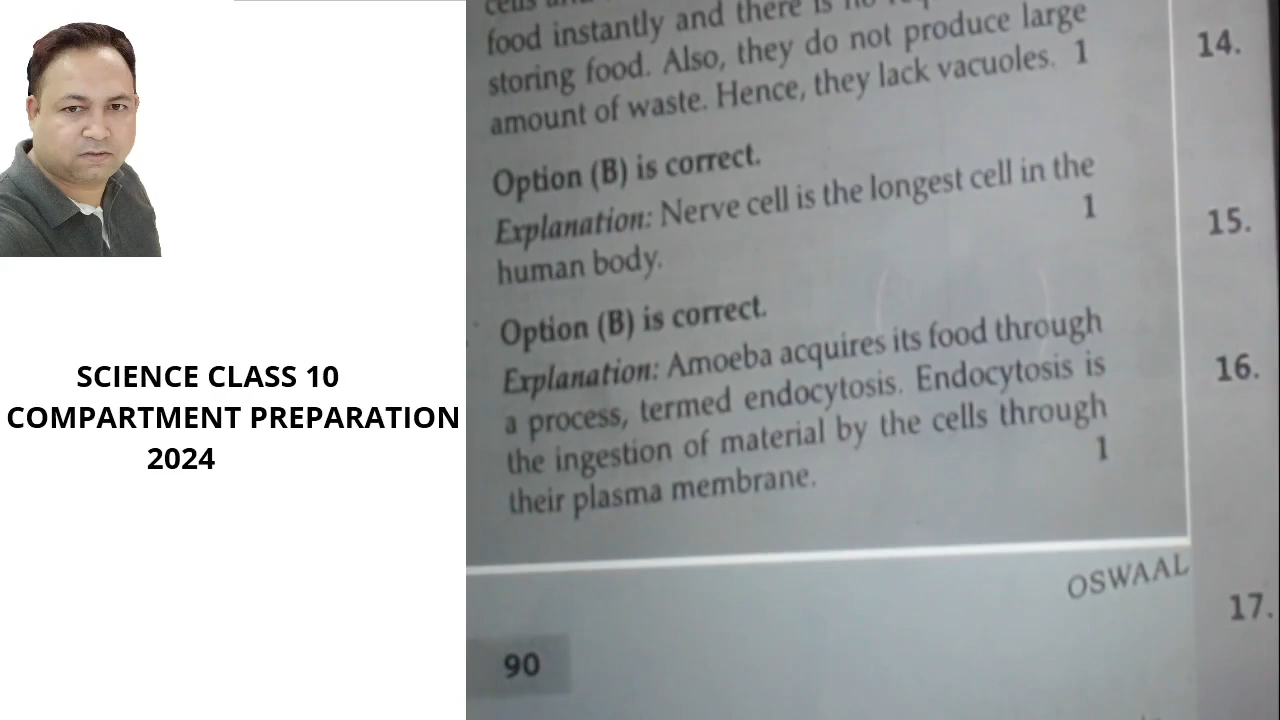 SCIENCE CLASS 10
COMPARTMENT PREPARATION
2024
food instantly and there is no
storing food. Also, they do not produce large
amount of waste. Hence, they lack vacuoles. 1
Option (B) is correct.
Explanation: Nerve cell is the longest cell in the
human body. 1
Option (B) is correct.
Explanation: Amoeba acquires its food through
a process, termed endocytosis. Endocytosis is
the ingestion of material by the cells through
their plasma membrane. 1
OSWAAL
90
14.
15.
16.
17.